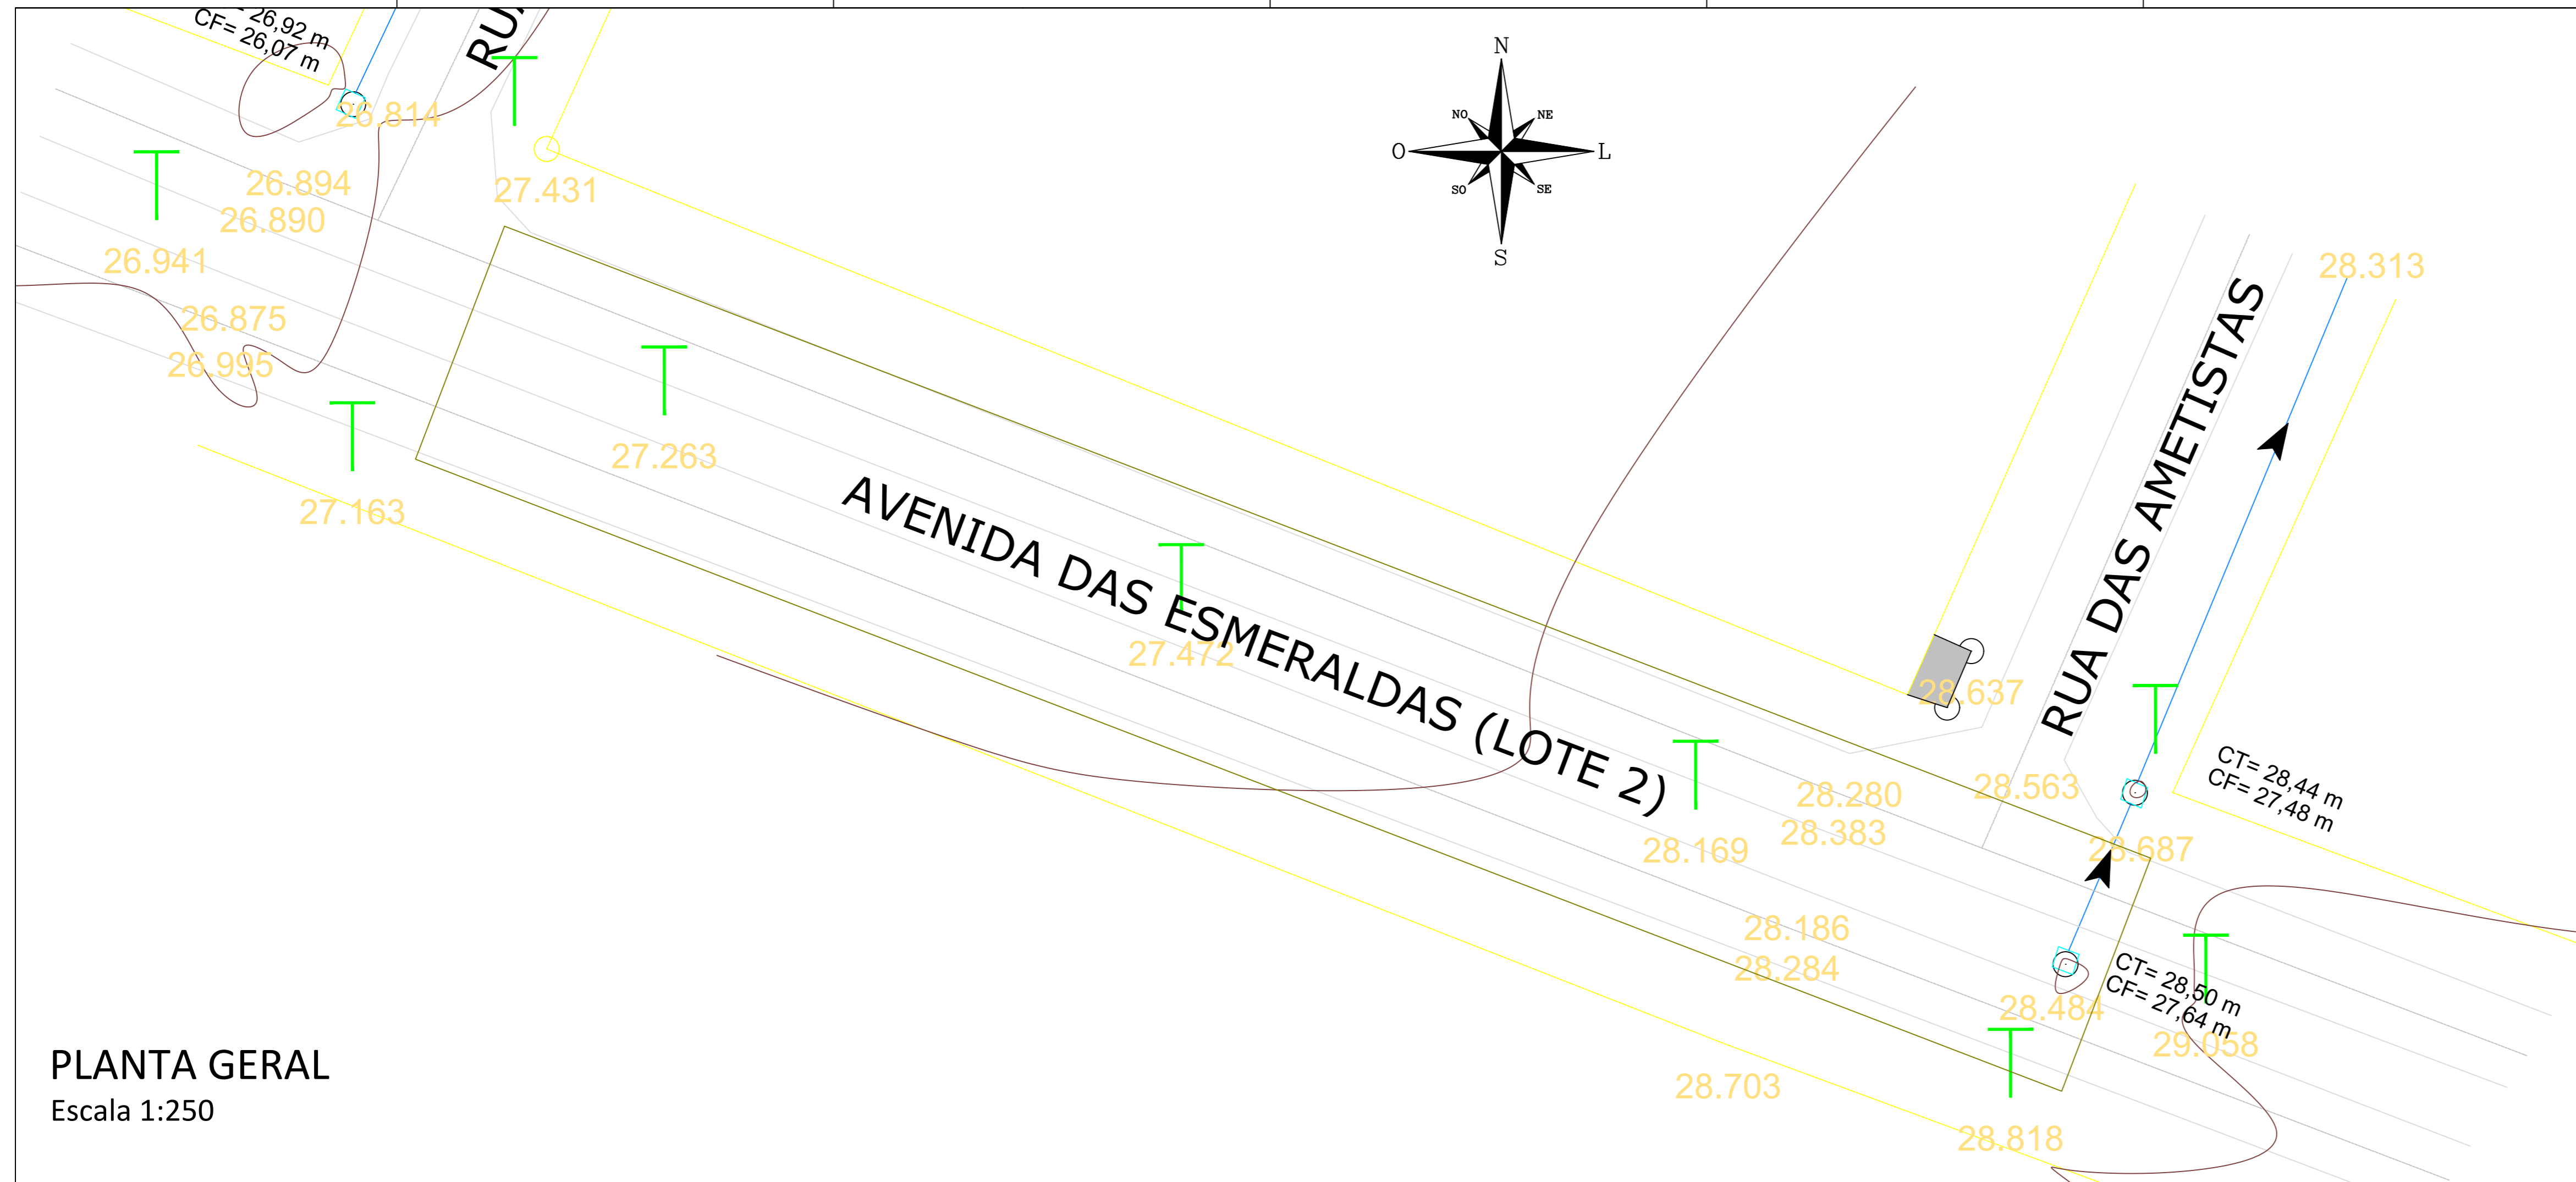 26,92 m
CF= 26,07 m
RU
26.814
26.894
26.890
26.941
26.875
26.995
27.431
27.163
27.263
27.472
N
NO
NE
O
L
SO
SE
S
AVENIDA DAS ESMERALDAS (LOTE 2)
RUA DAS AMETISTAS
28.313
28.637
28.280
28.383
28.563
28.169
28.687
CT= 28,44 m
CF= 27,48 m
28.186
28.284
28.484
CT= 28,50 m
CF= 27,64 m
29.058
28.703
28.818
PLANTA GERAL
Escala 1:250